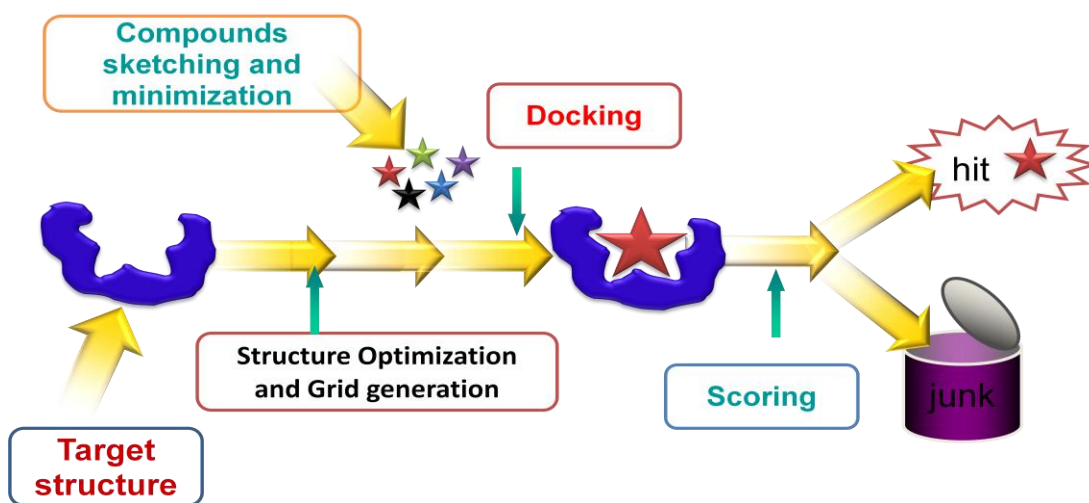 Compounds
sketching and
minimization
Docking
hit
Structure Optimization
and Grid generation
Scoring
junk
Target
structure